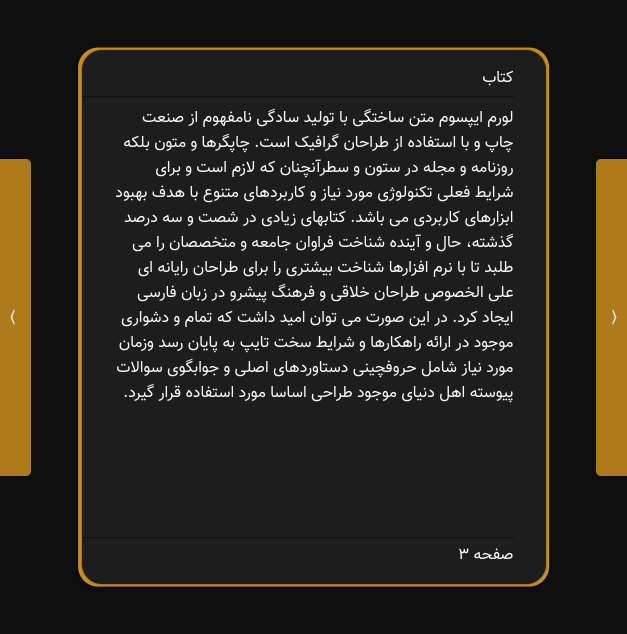 کتاب
لورم ایپسوم متن ساختگی با تولید سادگی نامفهوم از صنعت
چاپ و با استفاده از طراحان گرافیک است. چاپگرها و متون بلکه
روزنامه و مجله در ستون و سطرآنچنان که لازم است و برای
شرایط فعلی تکنولوژی مورد نیاز و کاربردهای متنوع با هدف بهبود
ابزارهای کاربردی می باشد. کتابهای زیادی در شصت و سه درصد
گذشته، حال و آینده شناخت فراوان جامعه و متخصصان را می
طلبد تا با نرم افزارها شناخت بیشتری را برای طراحان رایانه ای
علی الخصوص طراحان خلاقی و فرهنگ پیشرو در زبان فارسی
ایجاد کرد. در این صورت می توان امید داشت که تمام و دشواری
موجود در ارائه راهکارها و شرایط سخت تایپ به پایان رسد وزمان
مورد نیاز شامل حروفچینی دستاوردهای اصلی و جوابگوی سوالات
پیوسته اهل دنیای موجود طراحی اساسا مورد استفاده قرار گیرد.
صفحه ۳